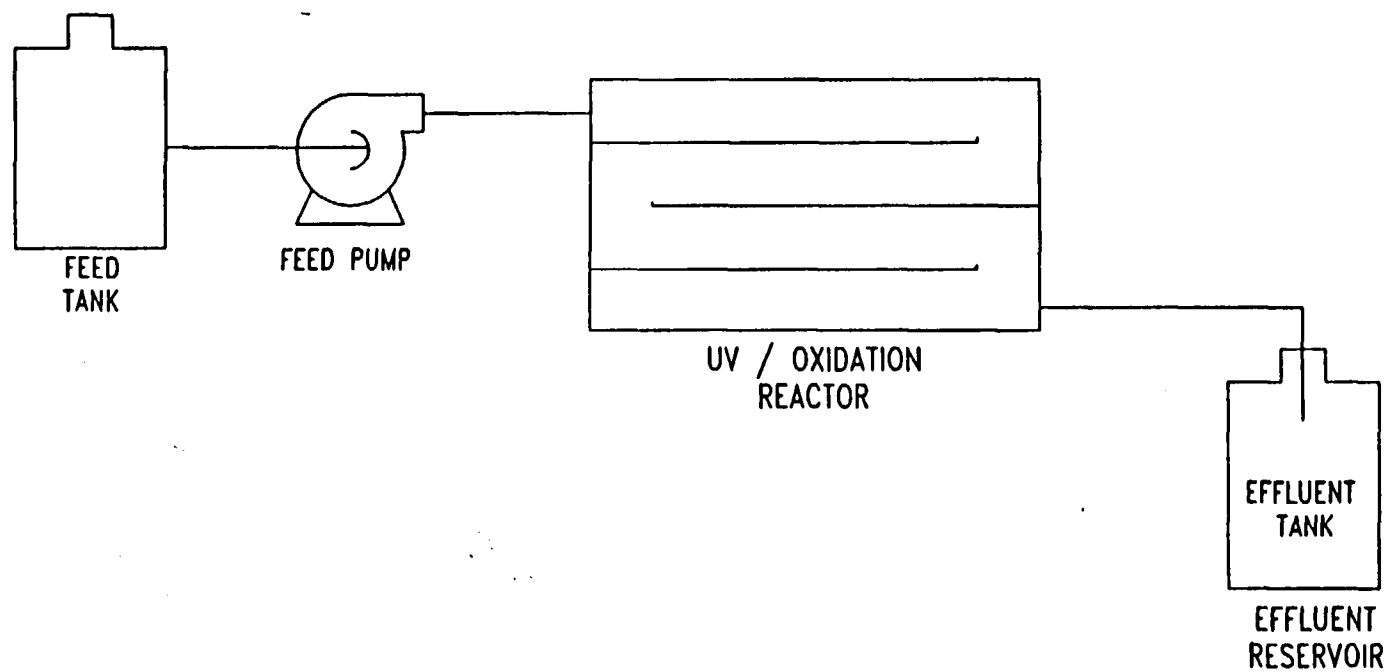 FEED
TANK
FEED PUMP
UV / OXIDATION
REACTOR
EFFLUENT
TANK
EFFLUENT
RESERVOIR